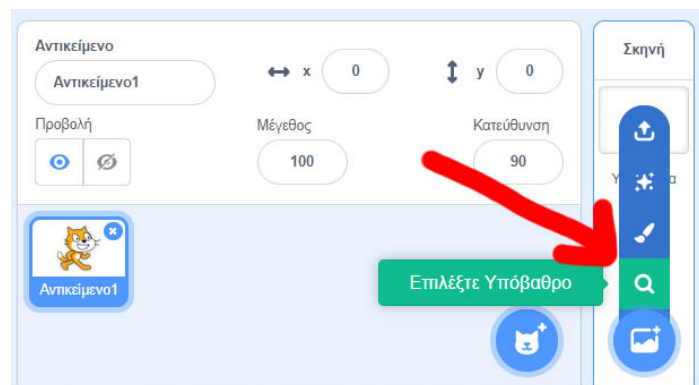 Αντικείμενο
Αντικείμενο1
x 0
y 0
Σκηνή
Προβολή
Μέγεθος
100
Κατεύθυνση
90
Αντικείμενο1
Επιλέξτε Υπόβαθρο